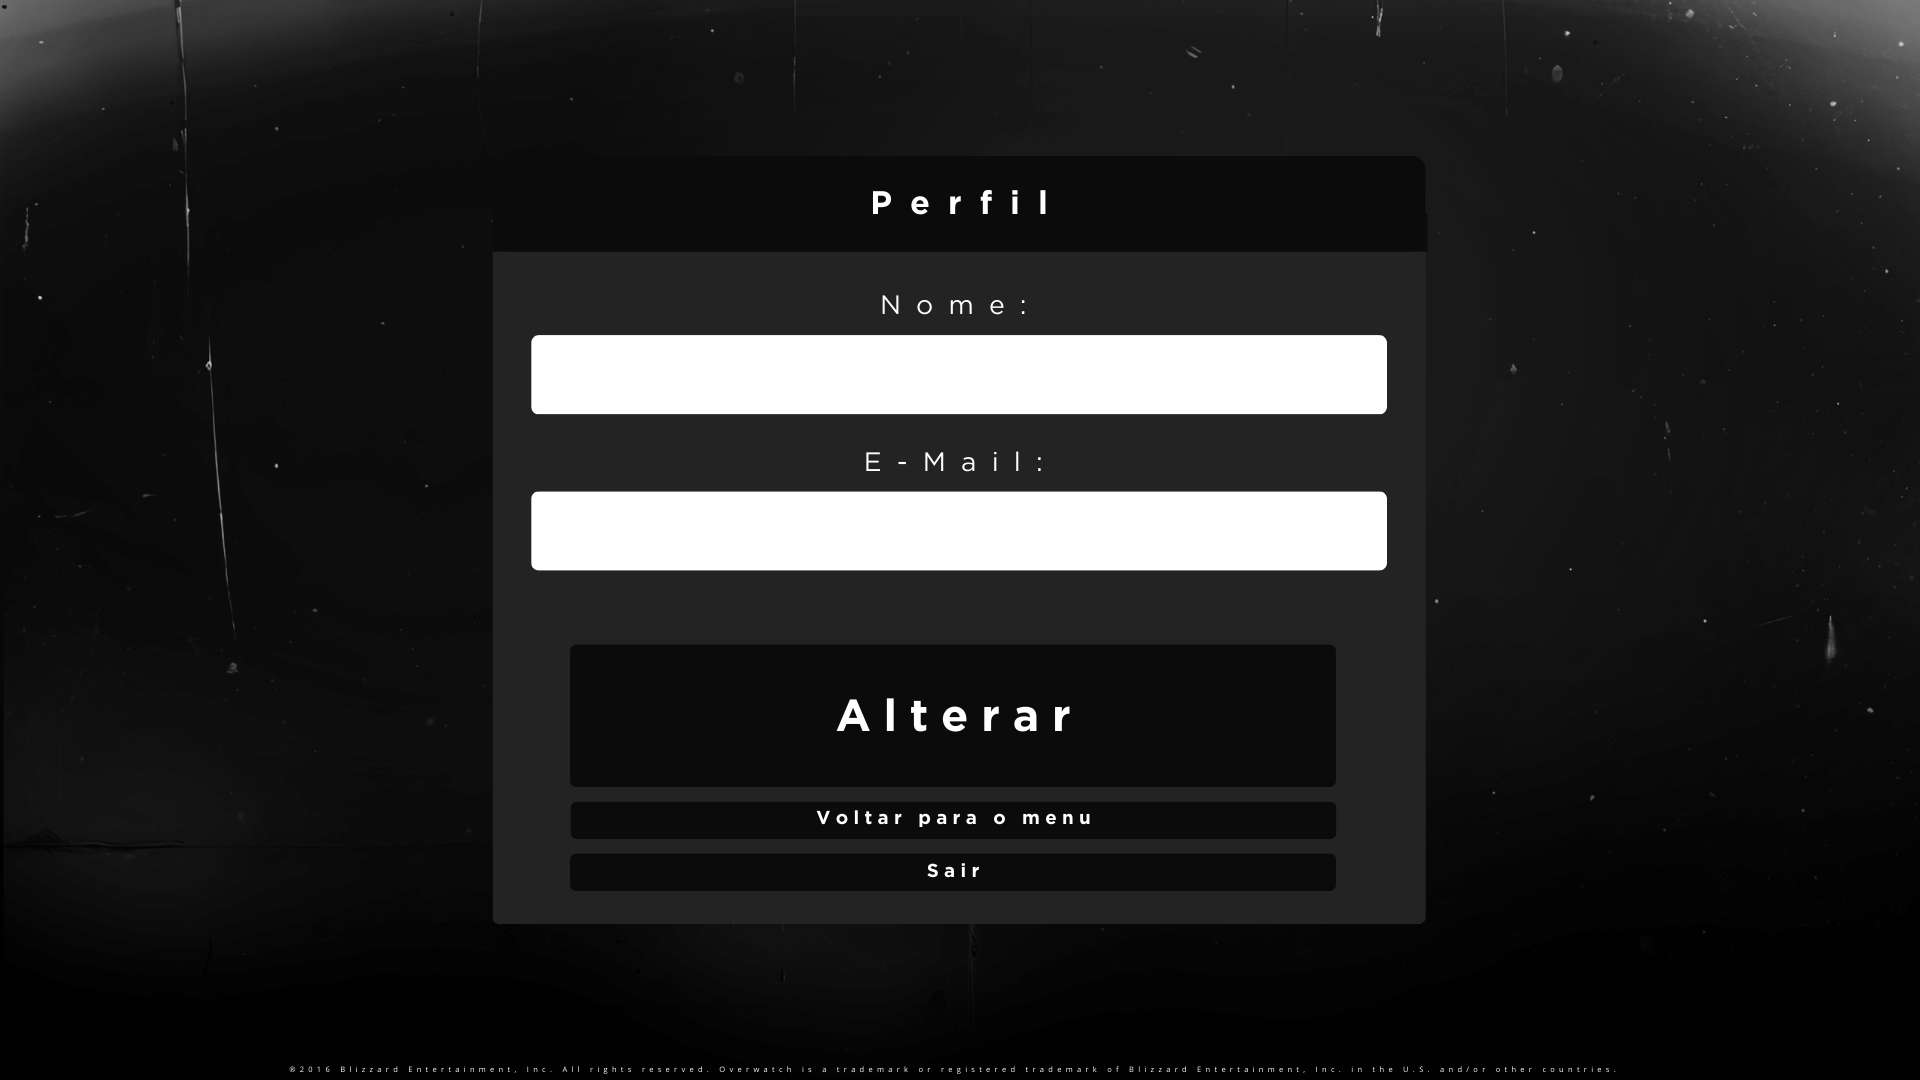 Perfil
Nome:
E-Mail:
Alterar
Voltar para o menu
Sair
©2016 Blizzard Entertainment, Inc. All rights reserved. Overwatch is a trademark or registered trademark of Blizzard Entertainment, Inc. in the U.S. and/or other countries.